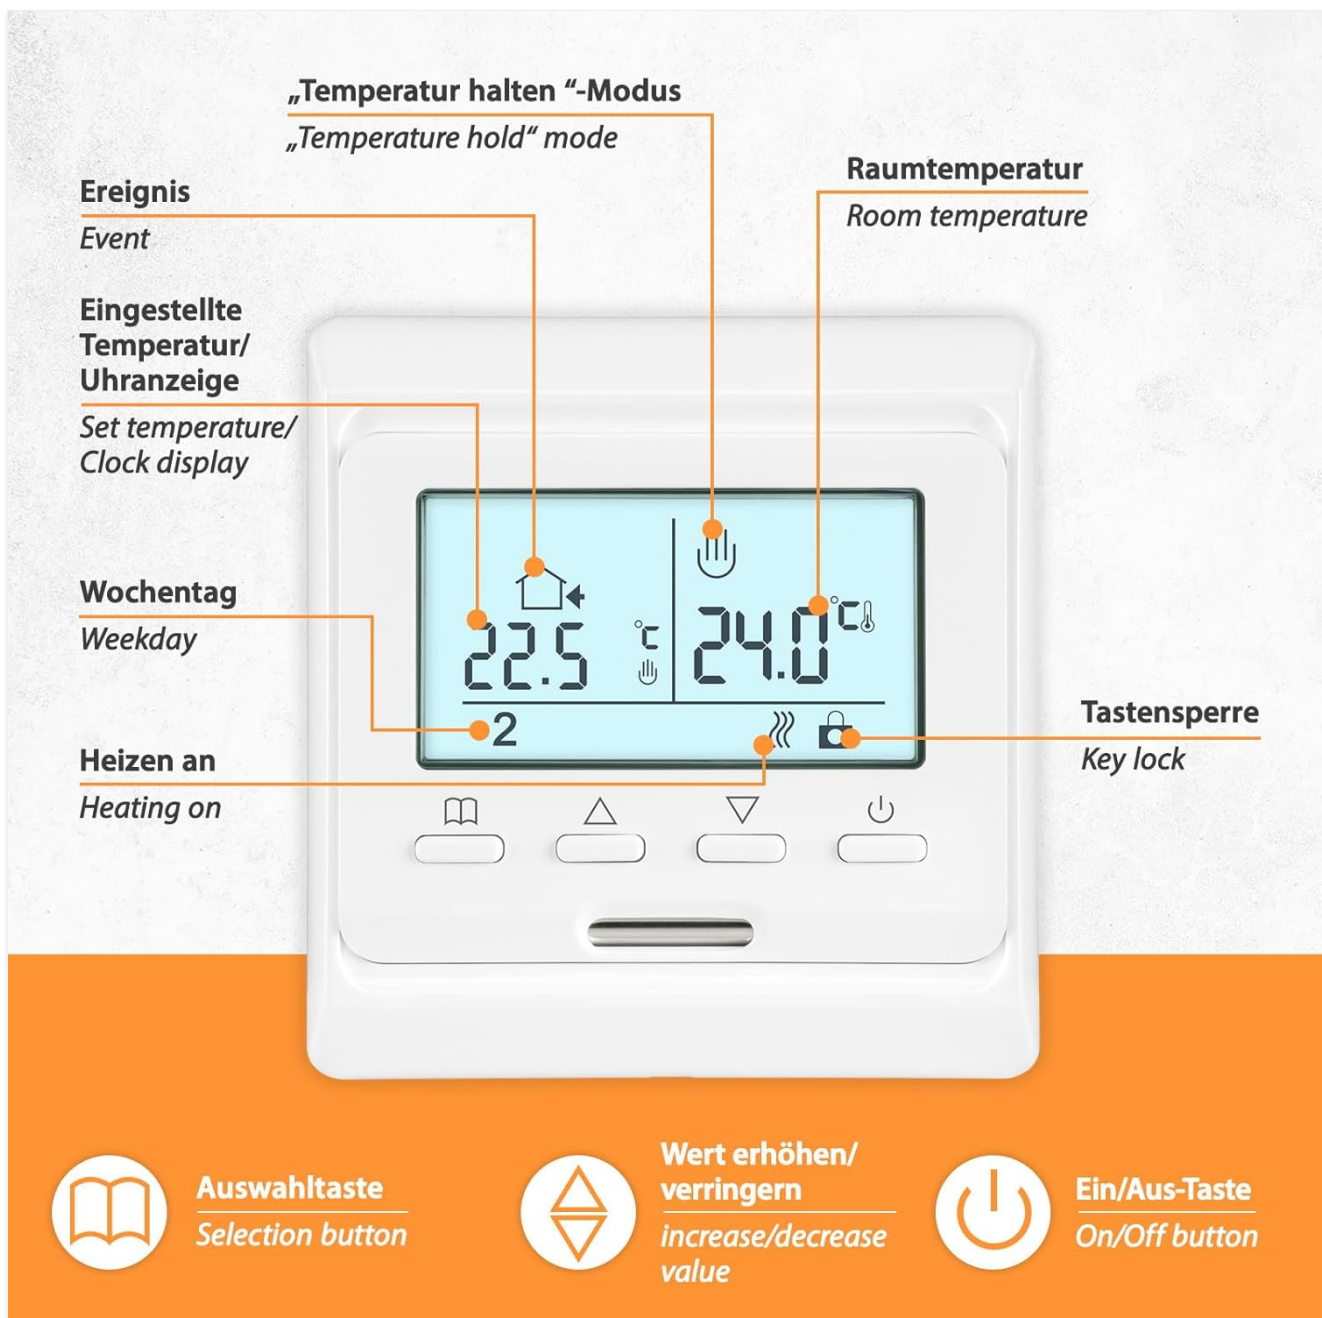 „Temperatur halten “-Modus
„Temperature hold“ mode
Raumtemperatur
Room temperature
Ereignis
Event
Eingestellte
Temperatur/
Uhranzeige
Set temperature/
Clock display
22.5 °C
24.0 °C
Wochentag
Weekday
2
Tastensperre
Key lock
Heizen an
Heating on
Auswahltaste
Selection button
Wert erhöhen/
verringern
increase/decrease
value
Ein/Aus-Taste
On/Off button